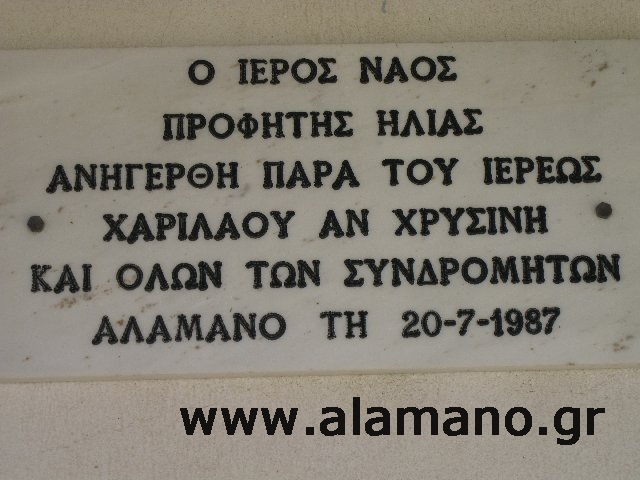 Ο ΙΕΡΟΣ ΝΑΟΣ
ΠΡΟΦΗΤΗΣ ΗΛΙΑΣ
ΑΝΗΓΕΡΘΗ ΠΑΡΑ ΤΟΥ ΙΕΡΕΩΣ
ΧΑΡΙΛΑΟΥ ΑΝ ΧΡΥΣΙΝΗ
ΚΑΙ ΟΛΩΝ ΤΩΝ ΣΥΝΔΡΟΜΗΤΩΝ
ΑΛΑΜΑΝΟ ΤΗ 20-7-1987
www.alamano.gr